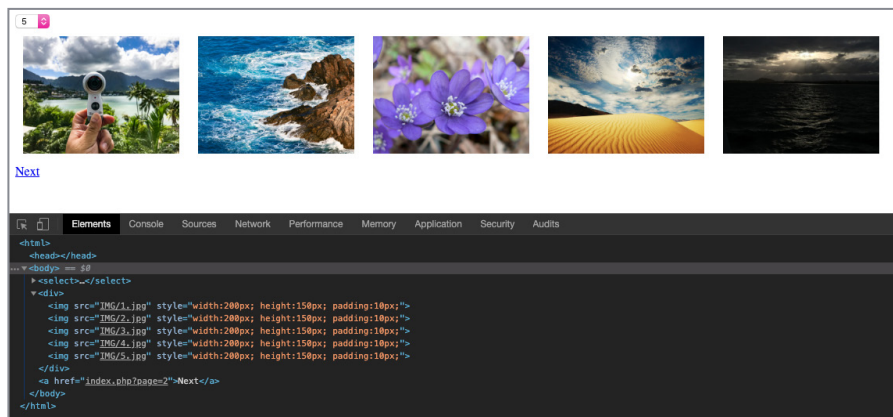 5
Next
Elements Console Sources Network Performance Memory Application Security Audits
<html>
<head></head>
... ▼<body> == $0
▶<select>…</select>
▼<div>
<img src="IMG/1.jpg" style="width:200px; height:150px; padding:10px;">
<img src="IMG/2.jpg" style="width:200px; height:150px; padding:10px;">
<img src="IMG/3.jpg" style="width:200px; height:150px; padding:10px;">
<img src="IMG/4.jpg" style="width:200px; height:150px; padding:10px;">
<img src="IMG/5.jpg" style="width:200px; height:150px; padding:10px;">
</div>
<a href="index.php?page=2">Next</a>
</body>
</html>